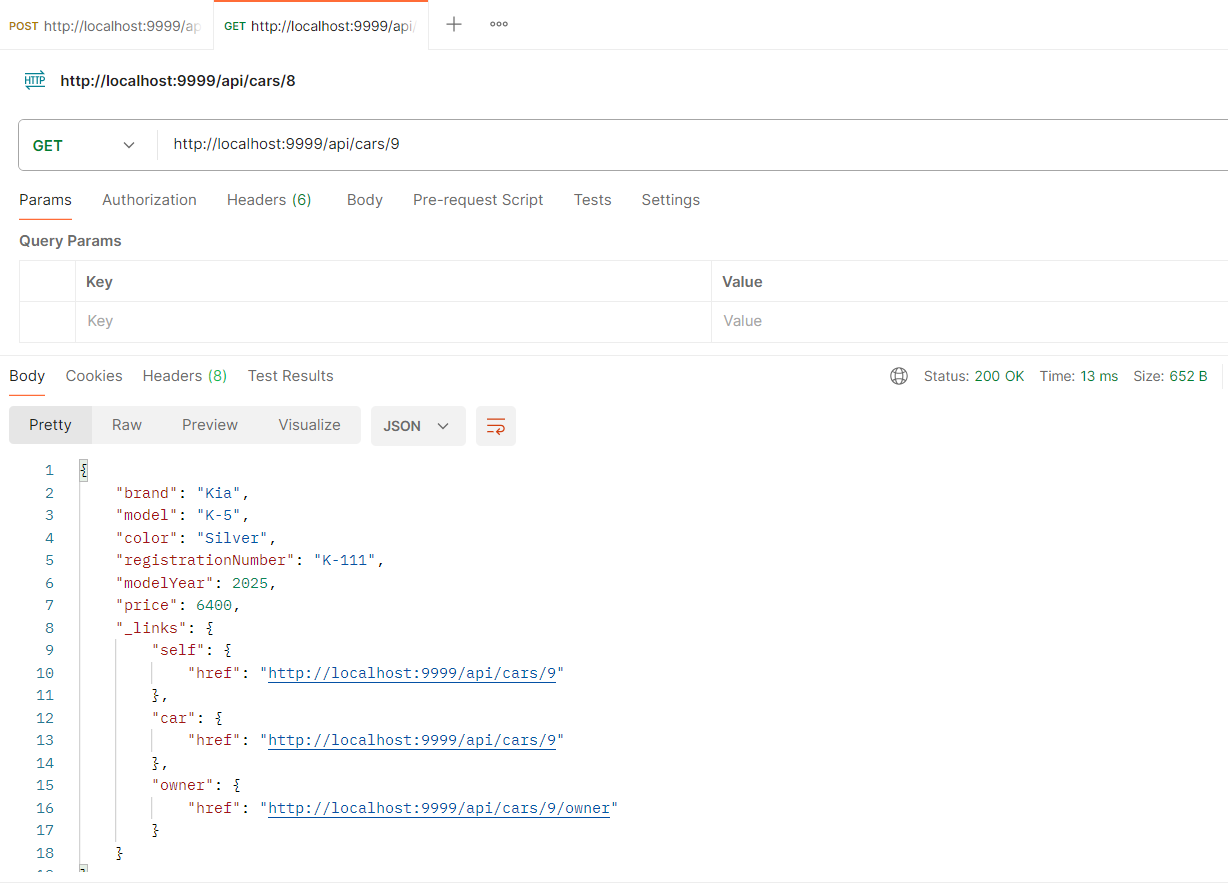 POST http://localhost:9999/ap
GET http://localhost:9999/api/
HTTP http://localhost:9999/api/cars/8
GET http://localhost:9999/api/cars/9
Params Authorization Headers (6) Body Pre-request Script Tests Settings
Query Params
Key Value
Key Value
Body Cookies Headers (8) Test Results Status: 200 OK Time: 13 ms Size: 652 B
Pretty Raw Preview Visualize JSON
1 {
2 "brand": "Kia",
3 "model": "K-5",
4 "color": "Silver",
5 "registrationNumber": "K-111",
6 "modelYear": 2025,
7 "price": 6400,
8 "_links": {
9 "self": {
10 "href": "http://localhost:9999/api/cars/9"
11 },
12 "car": {
13 "href": "http://localhost:9999/api/cars/9"
14 },
15 "owner": {
16 "href": "http://localhost:9999/api/cars/9/owner"
17 }
18 }